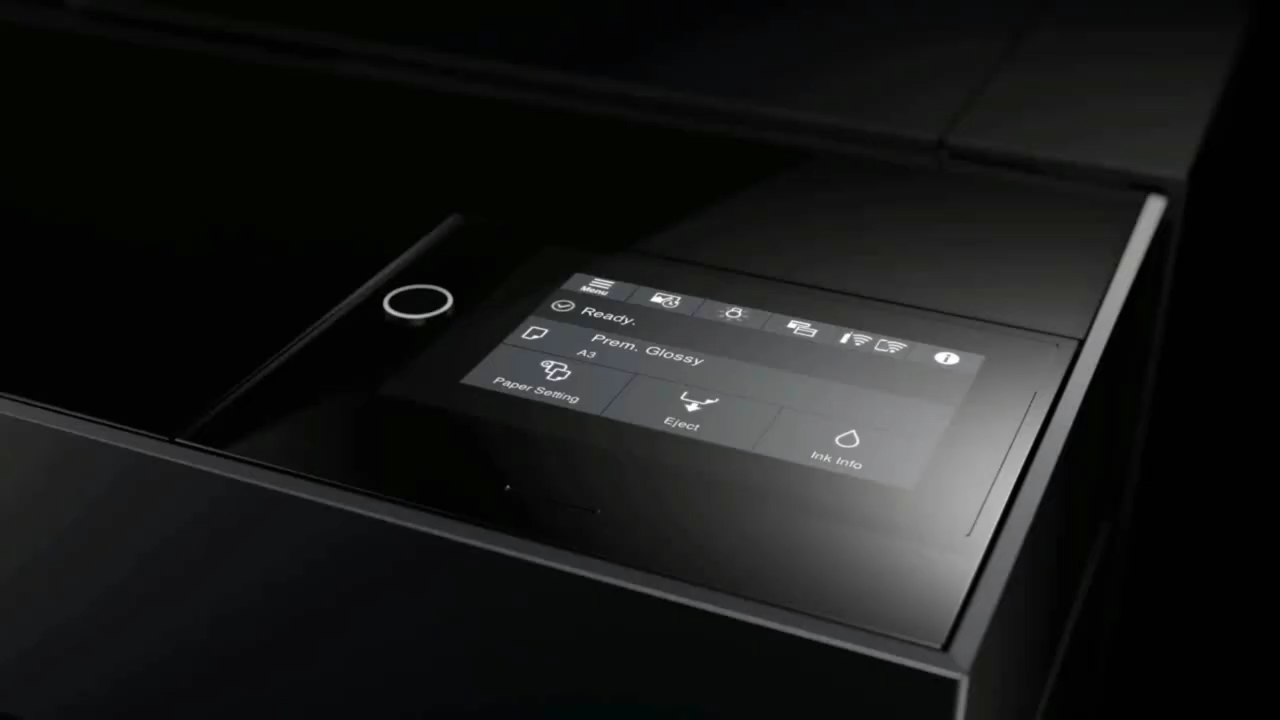 Menu
Ready.
Prem. Glossy
A3
Paper Setting
Eject
Ink Info